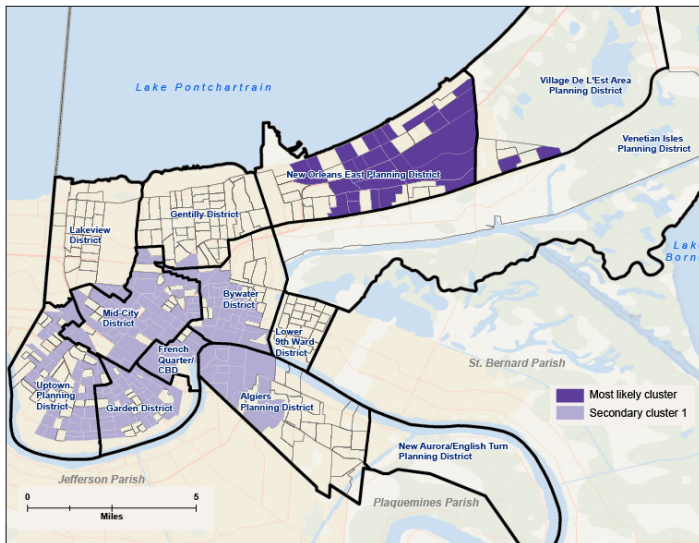 Lake Pontchartrain
Village De L'Est Area
Planning District
Venetian Isles
Planning District
New Orleans East Planning District
Gentilly District
Lakeview
District
Lake
Born
Bywater
District
Mid-City
District
Lower
9th Ward
District
French
Quarter/
CBD
St. Bernard Parish
Uptown
Planning
District
Garden District
Algiers
Planning District
Most likely cluster
Secondary cluster 1
New Aurora/English Turn
Planning District
Jefferson Parish
Plaquemines Parish
0
5
Miles